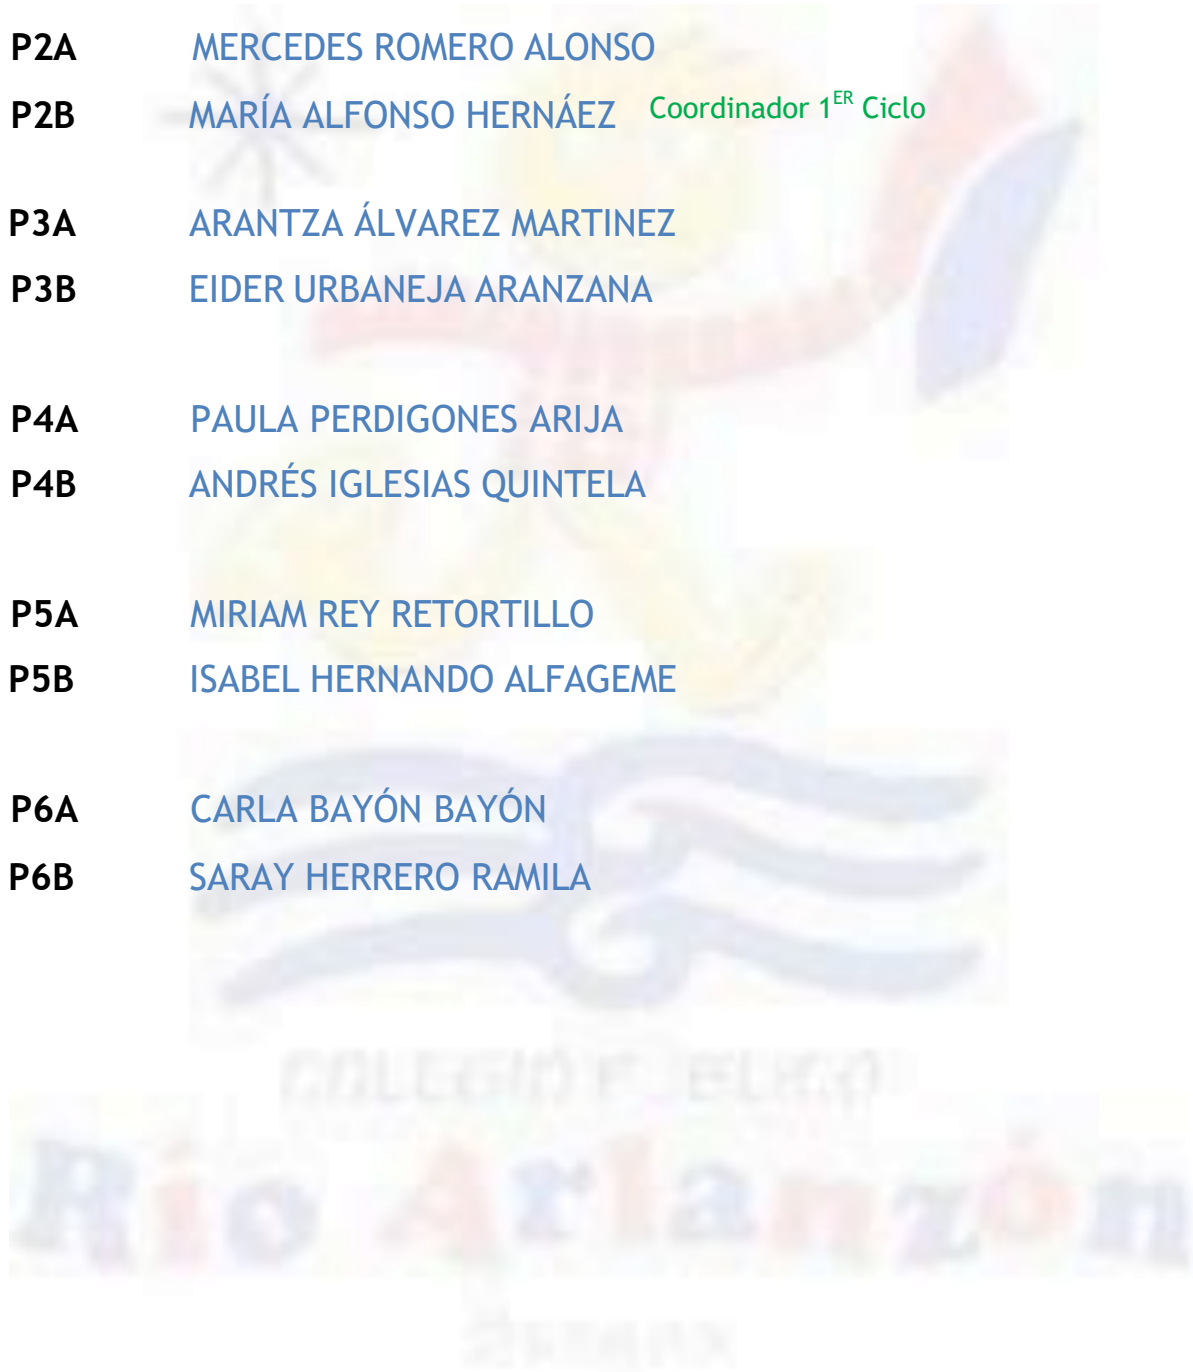 P2A MERCEDES ROMERO ALONSO
P2B MARÍA ALFONSO HERNÁEZ Coordinador 1ER Ciclo
P3A ARANTZA ÁLVAREZ MARTINEZ
P3B EIDER URBANEJA ARANZANA
P4A PAULA PERDIGONES ARIJA
P4B ANDRÉS IGLESIAS QUINTELA
P5A MIRIAM REY RETORTILLO
P5B ISABEL HERNANDO ALFAGEME
P6A CARLA BAYÓN BAYÓN
P6B SARAY HERRERO RAMILA
COLEGIO
Río Arlanzón